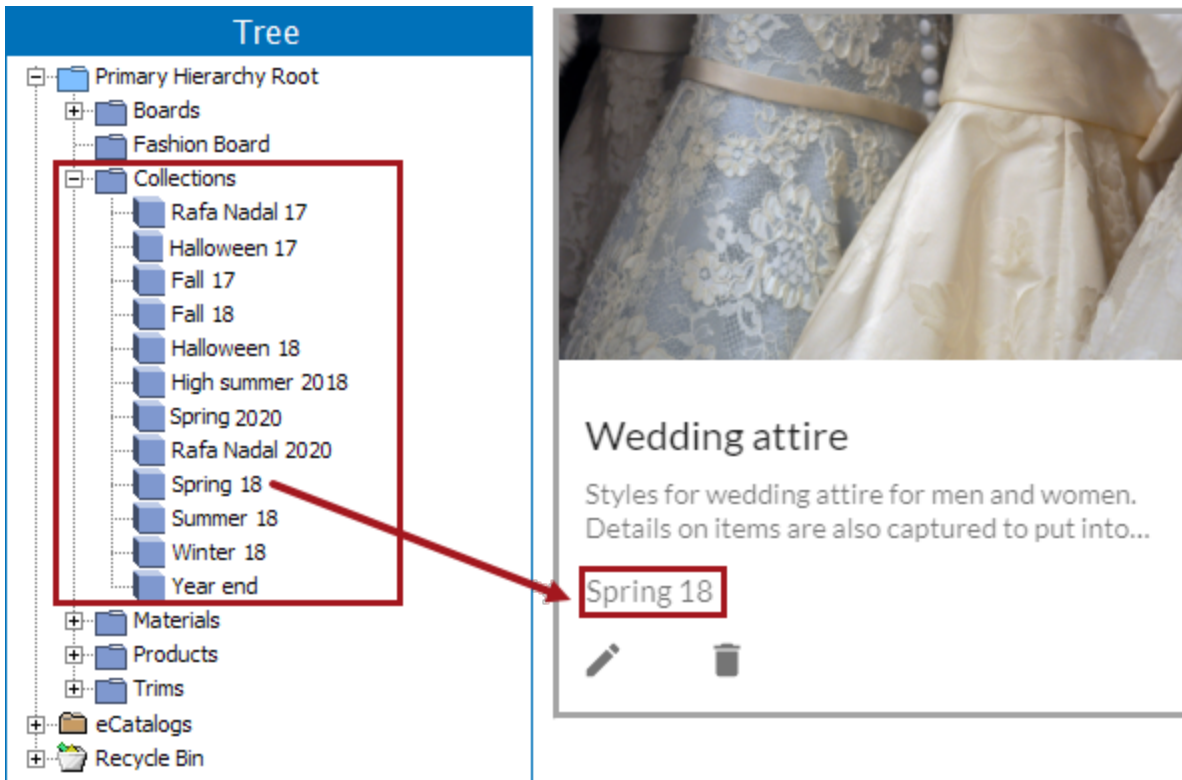 Tree
Primary Hierarchy Root
Boards
Fashion Board
Collections
Rafa Nadal 17
Halloween 17
Fall 17
Fall 18
Halloween 18
High summer 2018
Spring 2020
Rafa Nadal 2020
Spring 18
Summer 18
Winter 18
Year end
Materials
Products
Trims
eCatalogs
Recycle Bin
Wedding attire
Styles for wedding attire for men and women.
Details on items are also captured to put into...
Spring 18